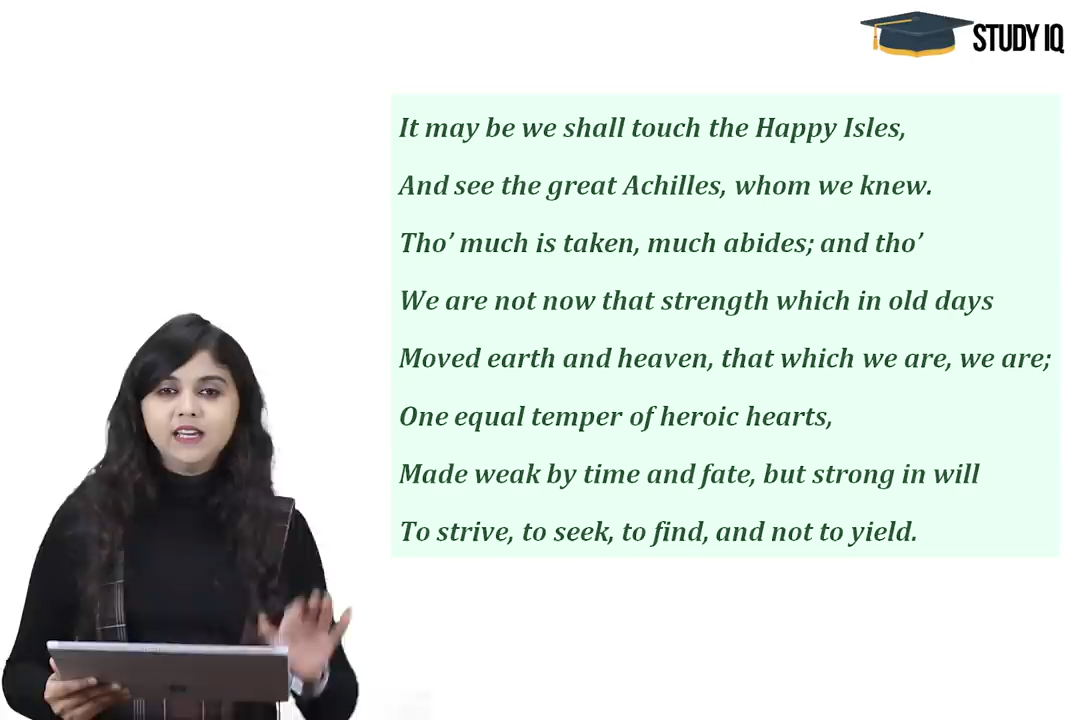 STUDY IQ
It may be we shall touch the Happy Isles,
And see the great Achilles, whom we knew.
Tho’ much is taken, much abides; and tho’
We are not now that strength which in old days
Moved earth and heaven, that which we are, we are;
One equal temper of heroic hearts,
Made weak by time and fate, but strong in will
To strive, to seek, to find, and not to yield.